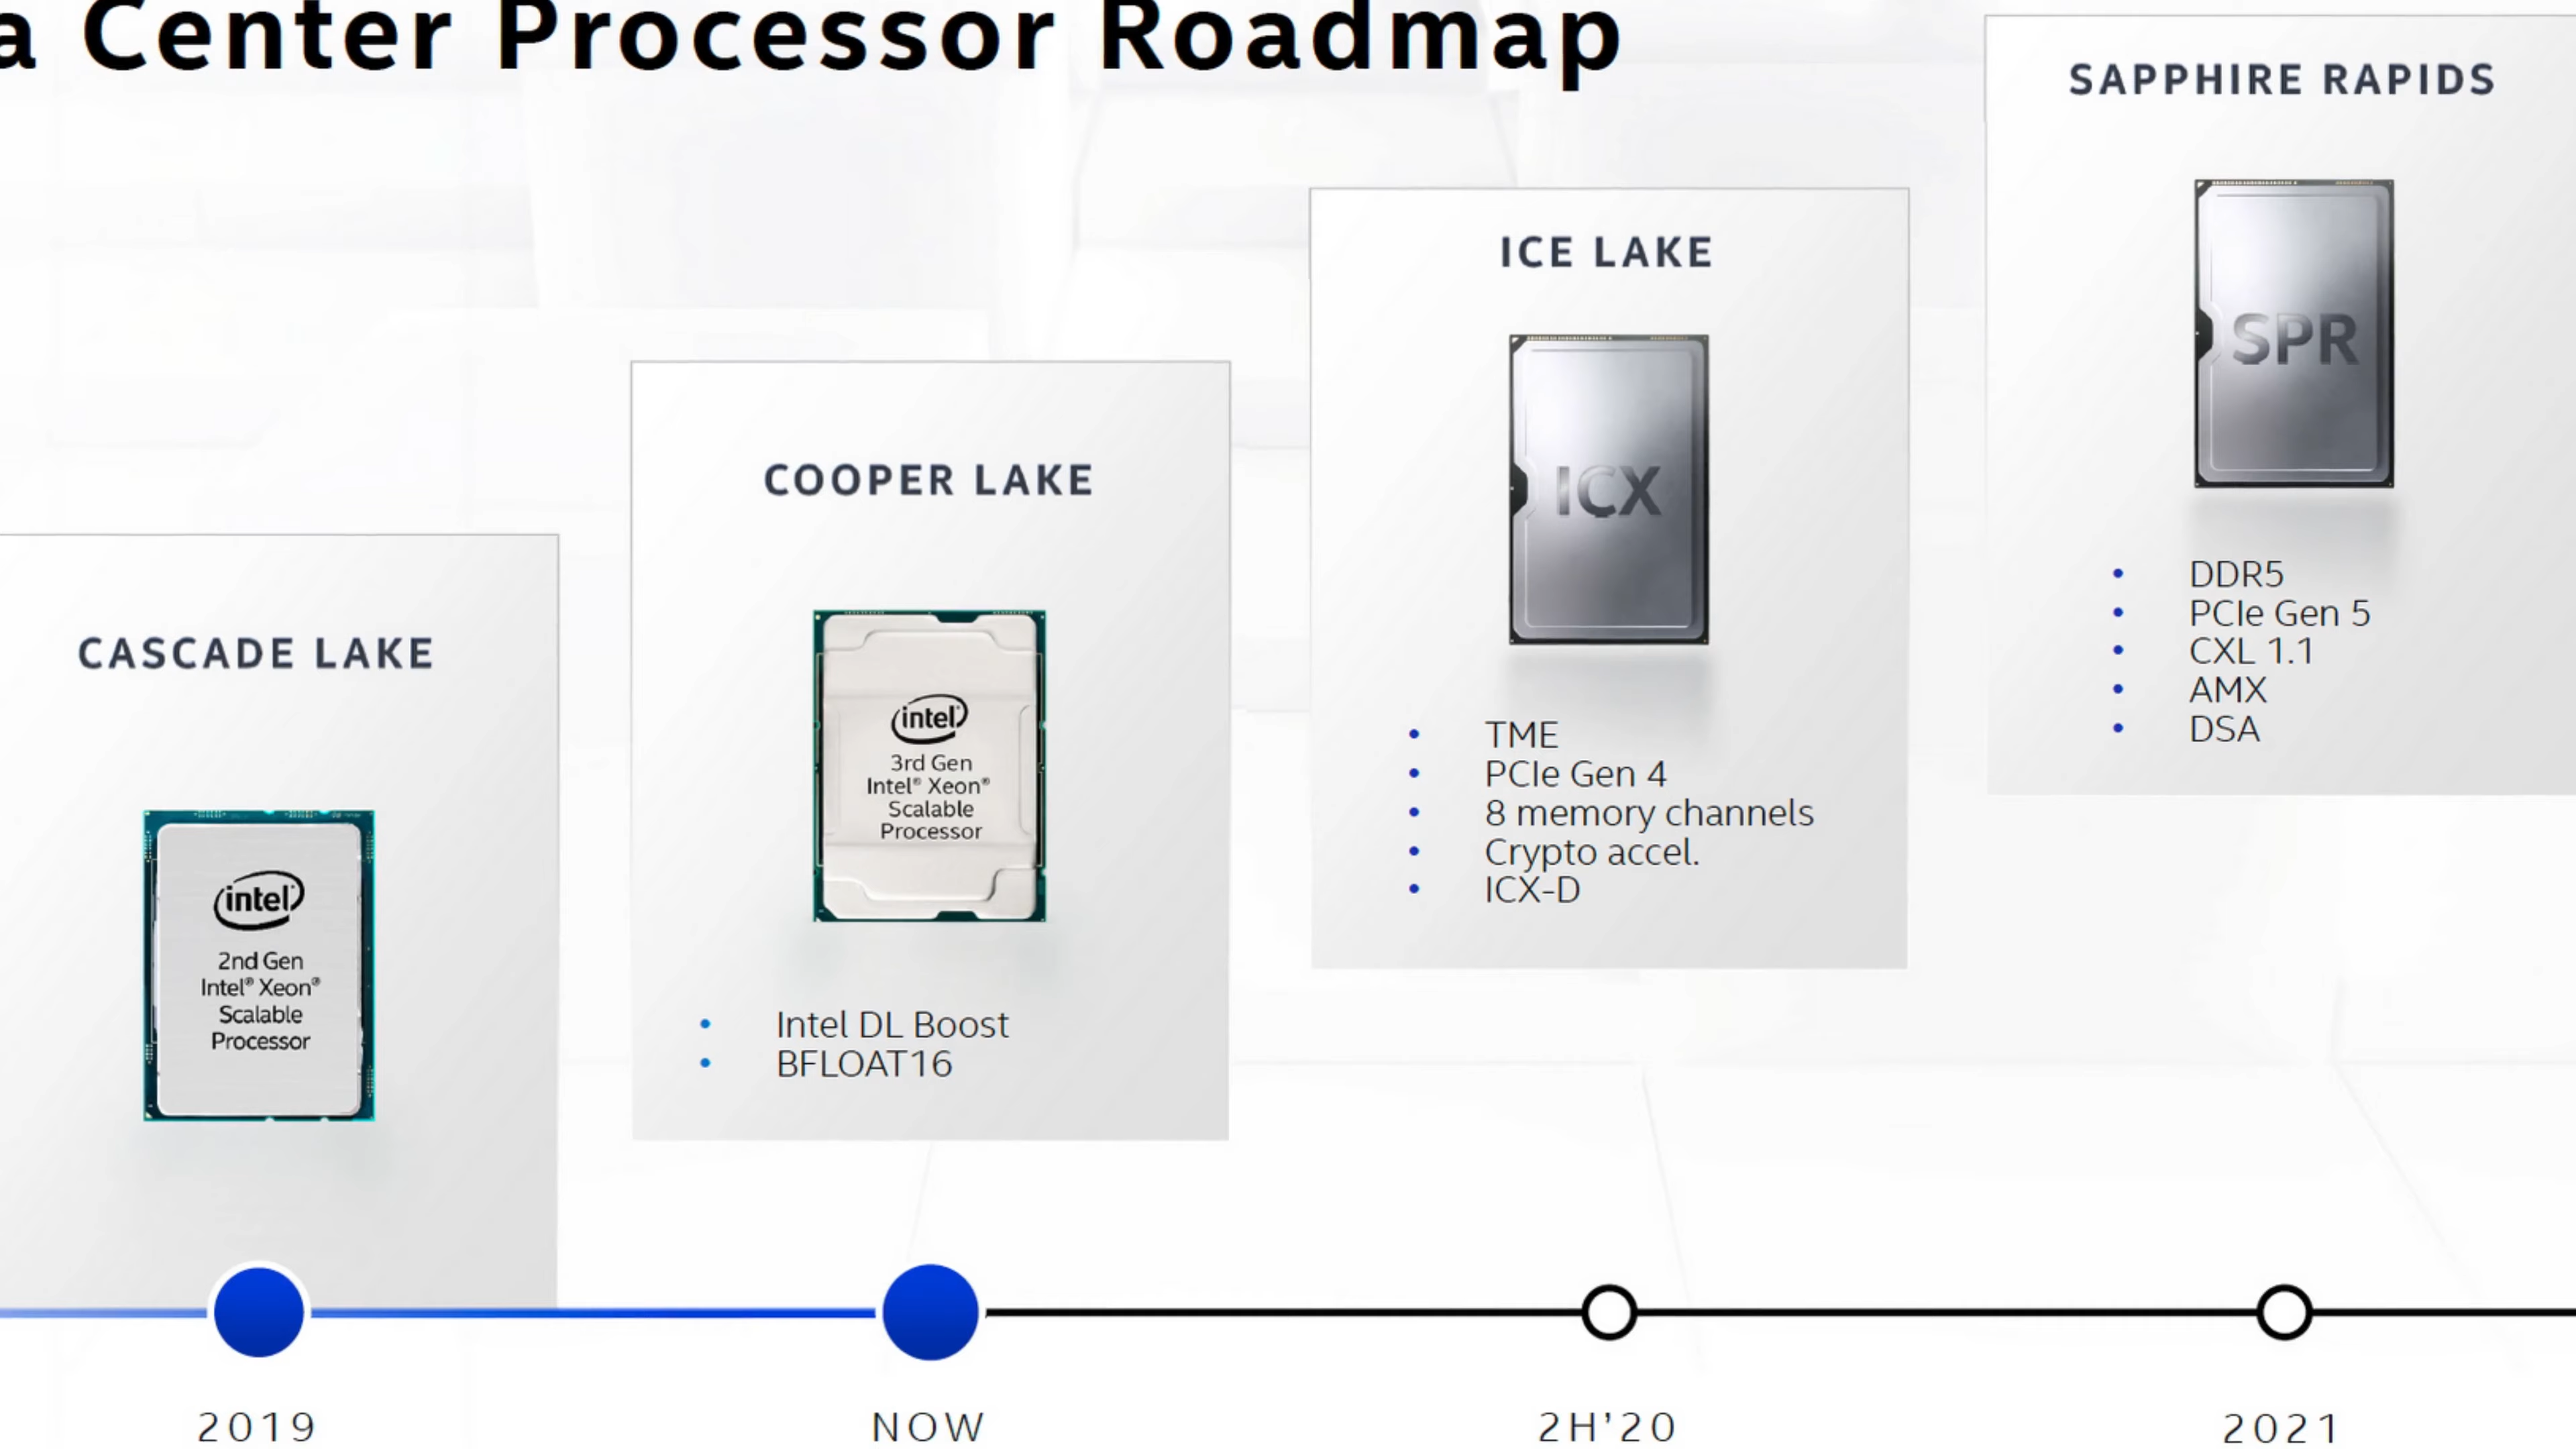 a Center Processor Roadmap
CASCADE LAKE
intel
2nd Gen
Intel® Xeon®
Scalable
Processor
2019
COOPER LAKE
intel
3rd Gen
Intel® Xeon®
Scalable
Processor
• Intel DL Boost
• BFLOAT16
NOW
ICE LAKE
ICX
• TME
• PCIe Gen 4
• 8 memory channels
• Crypto accel.
• ICX-D
2H'20
SAPPHIRE RAPIDS
SPR
• DDR5
• PCIe Gen 5
• CXL 1.1
• AMX
• DSA
2021